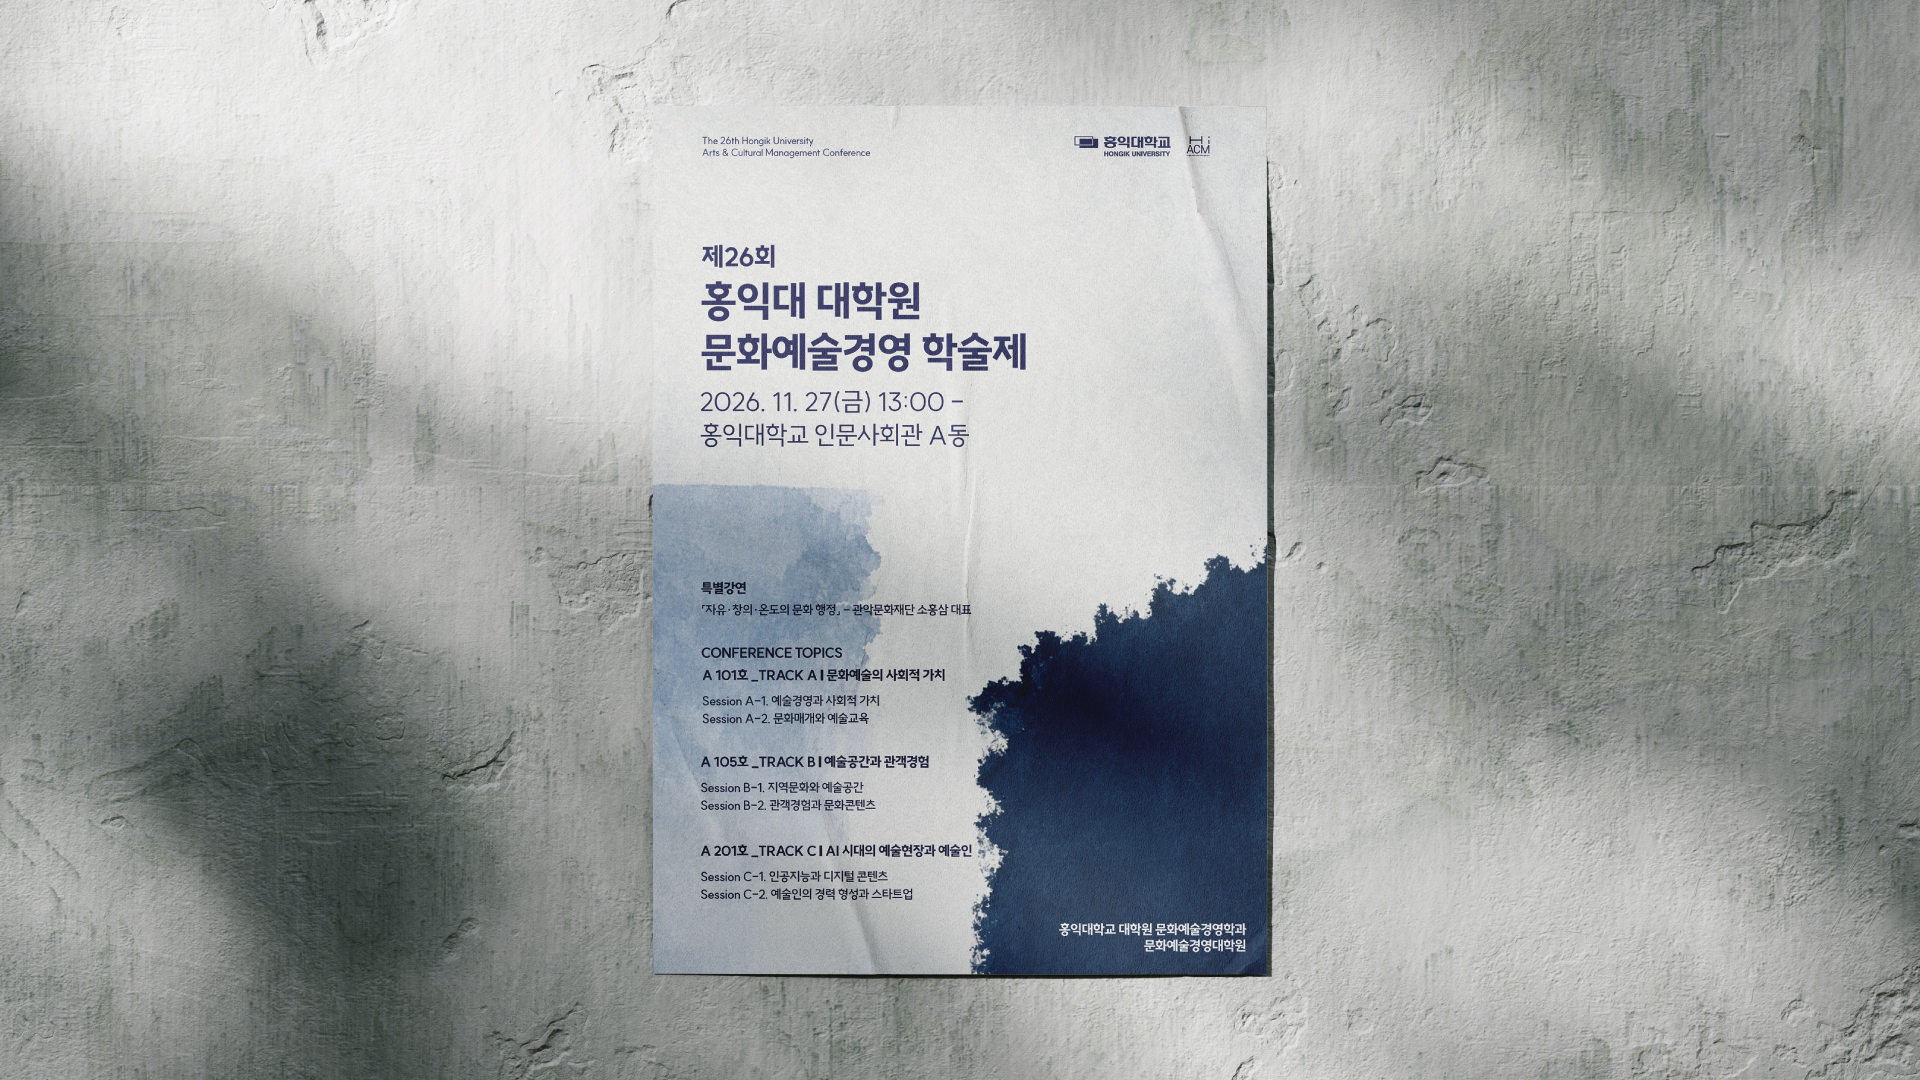 The 26th Hongik University
Arts & Cultural Management Conference
홍익대학교
HONGIK UNIVERSITY
Hi
ACM
제26회
홍익대 대학원
문화예술경영 학술제
2026. 11. 27(금) 13:00 -
홍익대학교 인문사회관 A동
특별강연
「자유·창의·온도의 문화 행정」 - 관악문화재단 소홍삼 대표
CONFERENCE TOPICS
A 101호 _TRACK A | 문화예술의 사회적 가치
Session A-1. 예술경영과 사회적 가치
Session A-2. 문화매개와 예술교육
A 105호 _TRACK B | 예술공간과 관객경험
Session B-1. 지역문화와 예술공간
Session B-2. 관객경험과 문화콘텐츠
A 201호 _TRACK C | AI 시대의 예술현장과 예술인
Session C-1. 인공지능과 디지털 콘텐츠
Session C-2. 예술인의 경력 형성과 스타트업
홍익대학교 대학원 문화예술경영학과
문화예술경영대학원